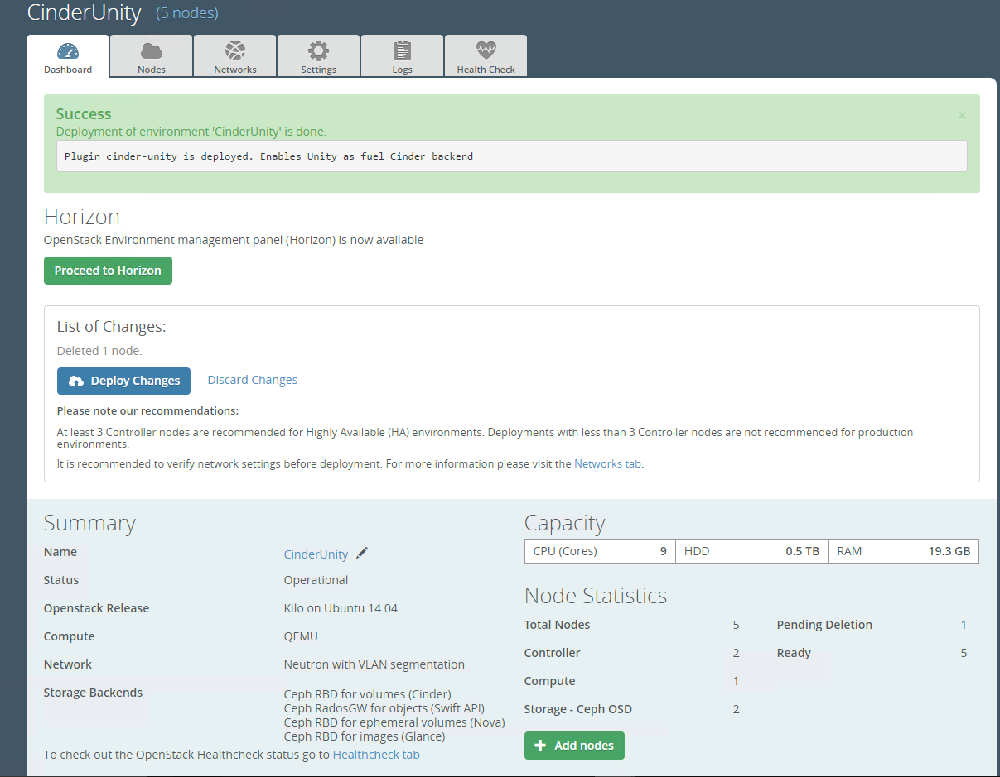 CinderUnity (5 nodes)
Dashboard
Nodes
Networks
Settings
Logs
Health Check
Success
×
Deployment of environment 'CinderUnity' is done.
Plugin cinder-unity is deployed. Enables Unity as fuel Cinder backend
Horizon
OpenStack Environment management panel (Horizon) is now available
Proceed to Horizon
List of Changes:
Deleted 1 node.
Deploy Changes
Discard Changes
Please note our recommendations:
At least 3 Controller nodes are recommended for Highly Available (HA) environments. Deployments with less than 3 Controller nodes are not recommended for production
environments.
It is recommended to verify network settings before deployment. For more information please visit the Networks tab.
Summary
Name CinderUnity
Status Operational
Openstack Release Kilo on Ubuntu 14.04
Compute QEMU
Network Neutron with VLAN segmentation
Storage Backends Ceph RBD for volumes (Cinder)
Ceph RadosGW for objects (Swift API)
Ceph RBD for ephemeral volumes (Nova)
Ceph RBD for images (Glance)
To check out the OpenStack Healthcheck status go to Healthcheck tab
Capacity
CPU (Cores) 9 HDD 0.5 TB RAM 19.3 GB
Node Statistics
Total Nodes 5 Pending Deletion 1
Controller 2 Ready 5
Compute 1
Storage - Ceph OSD 2
Add nodes